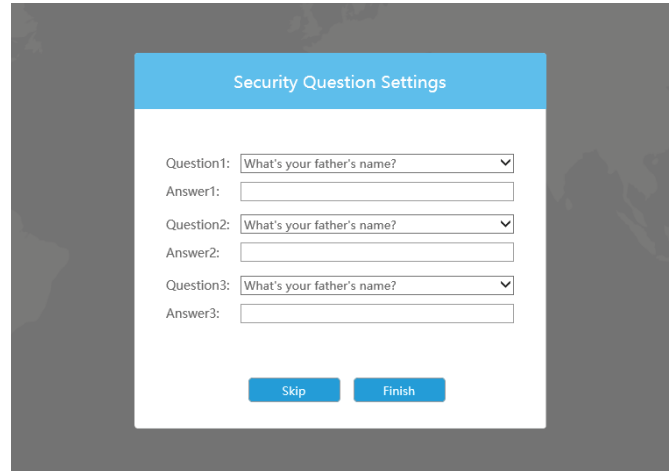 Security Question Settings
Question1: What's your father's name?
Answer1:
Question2: What's your father's name?
Answer2:
Question3: What's your father's name?
Answer3:
Skip Finish